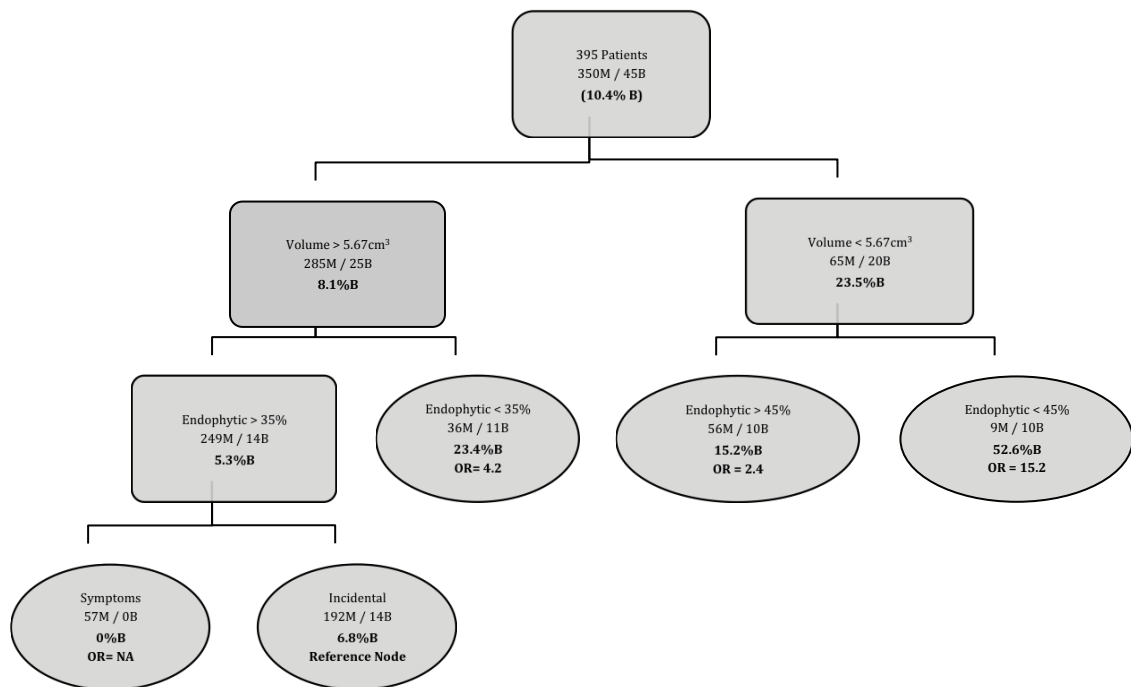 395 Patients
350M / 45B
(10.4% B)
Volume > 5.67cm³
285M / 25B
8.1%B
Volume < 5.67cm³
65M / 20B
23.5%B
Endophytic > 35%
249M / 14B
5.3%B
Endophytic < 35%
36M / 11B
23.4%B
OR= 4.2
Endophytic > 45%
56M / 10B
15.2%B
OR = 2.4
Endophytic < 45%
9M / 10B
52.6%B
OR = 15.2
Symptoms
57M / 0B
0%B
OR= NA
Incidental
192M / 14B
6.8%B
Reference Node